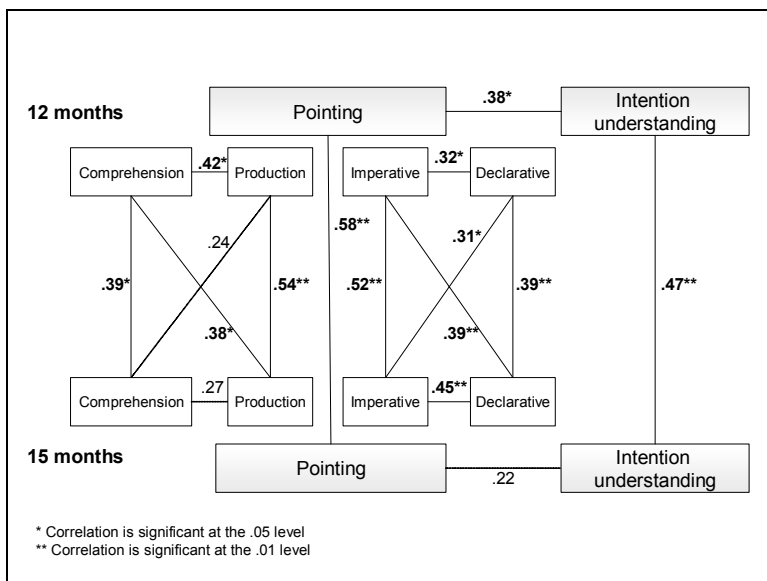 .38*
12 months
Pointing
Intention
understanding
.42*
.32*
Comprehension
Production
Imperative
Declarative
.58**
.24
.31*
.39*
.54**
.52**
.39**
.47**
.38*
.39**
.27
.45**
Comprehension
Production
Imperative
Declarative
15 months
Pointing
Intention
understanding
.22
* Correlation is significant at the .05 level
** Correlation is significant at the .01 level